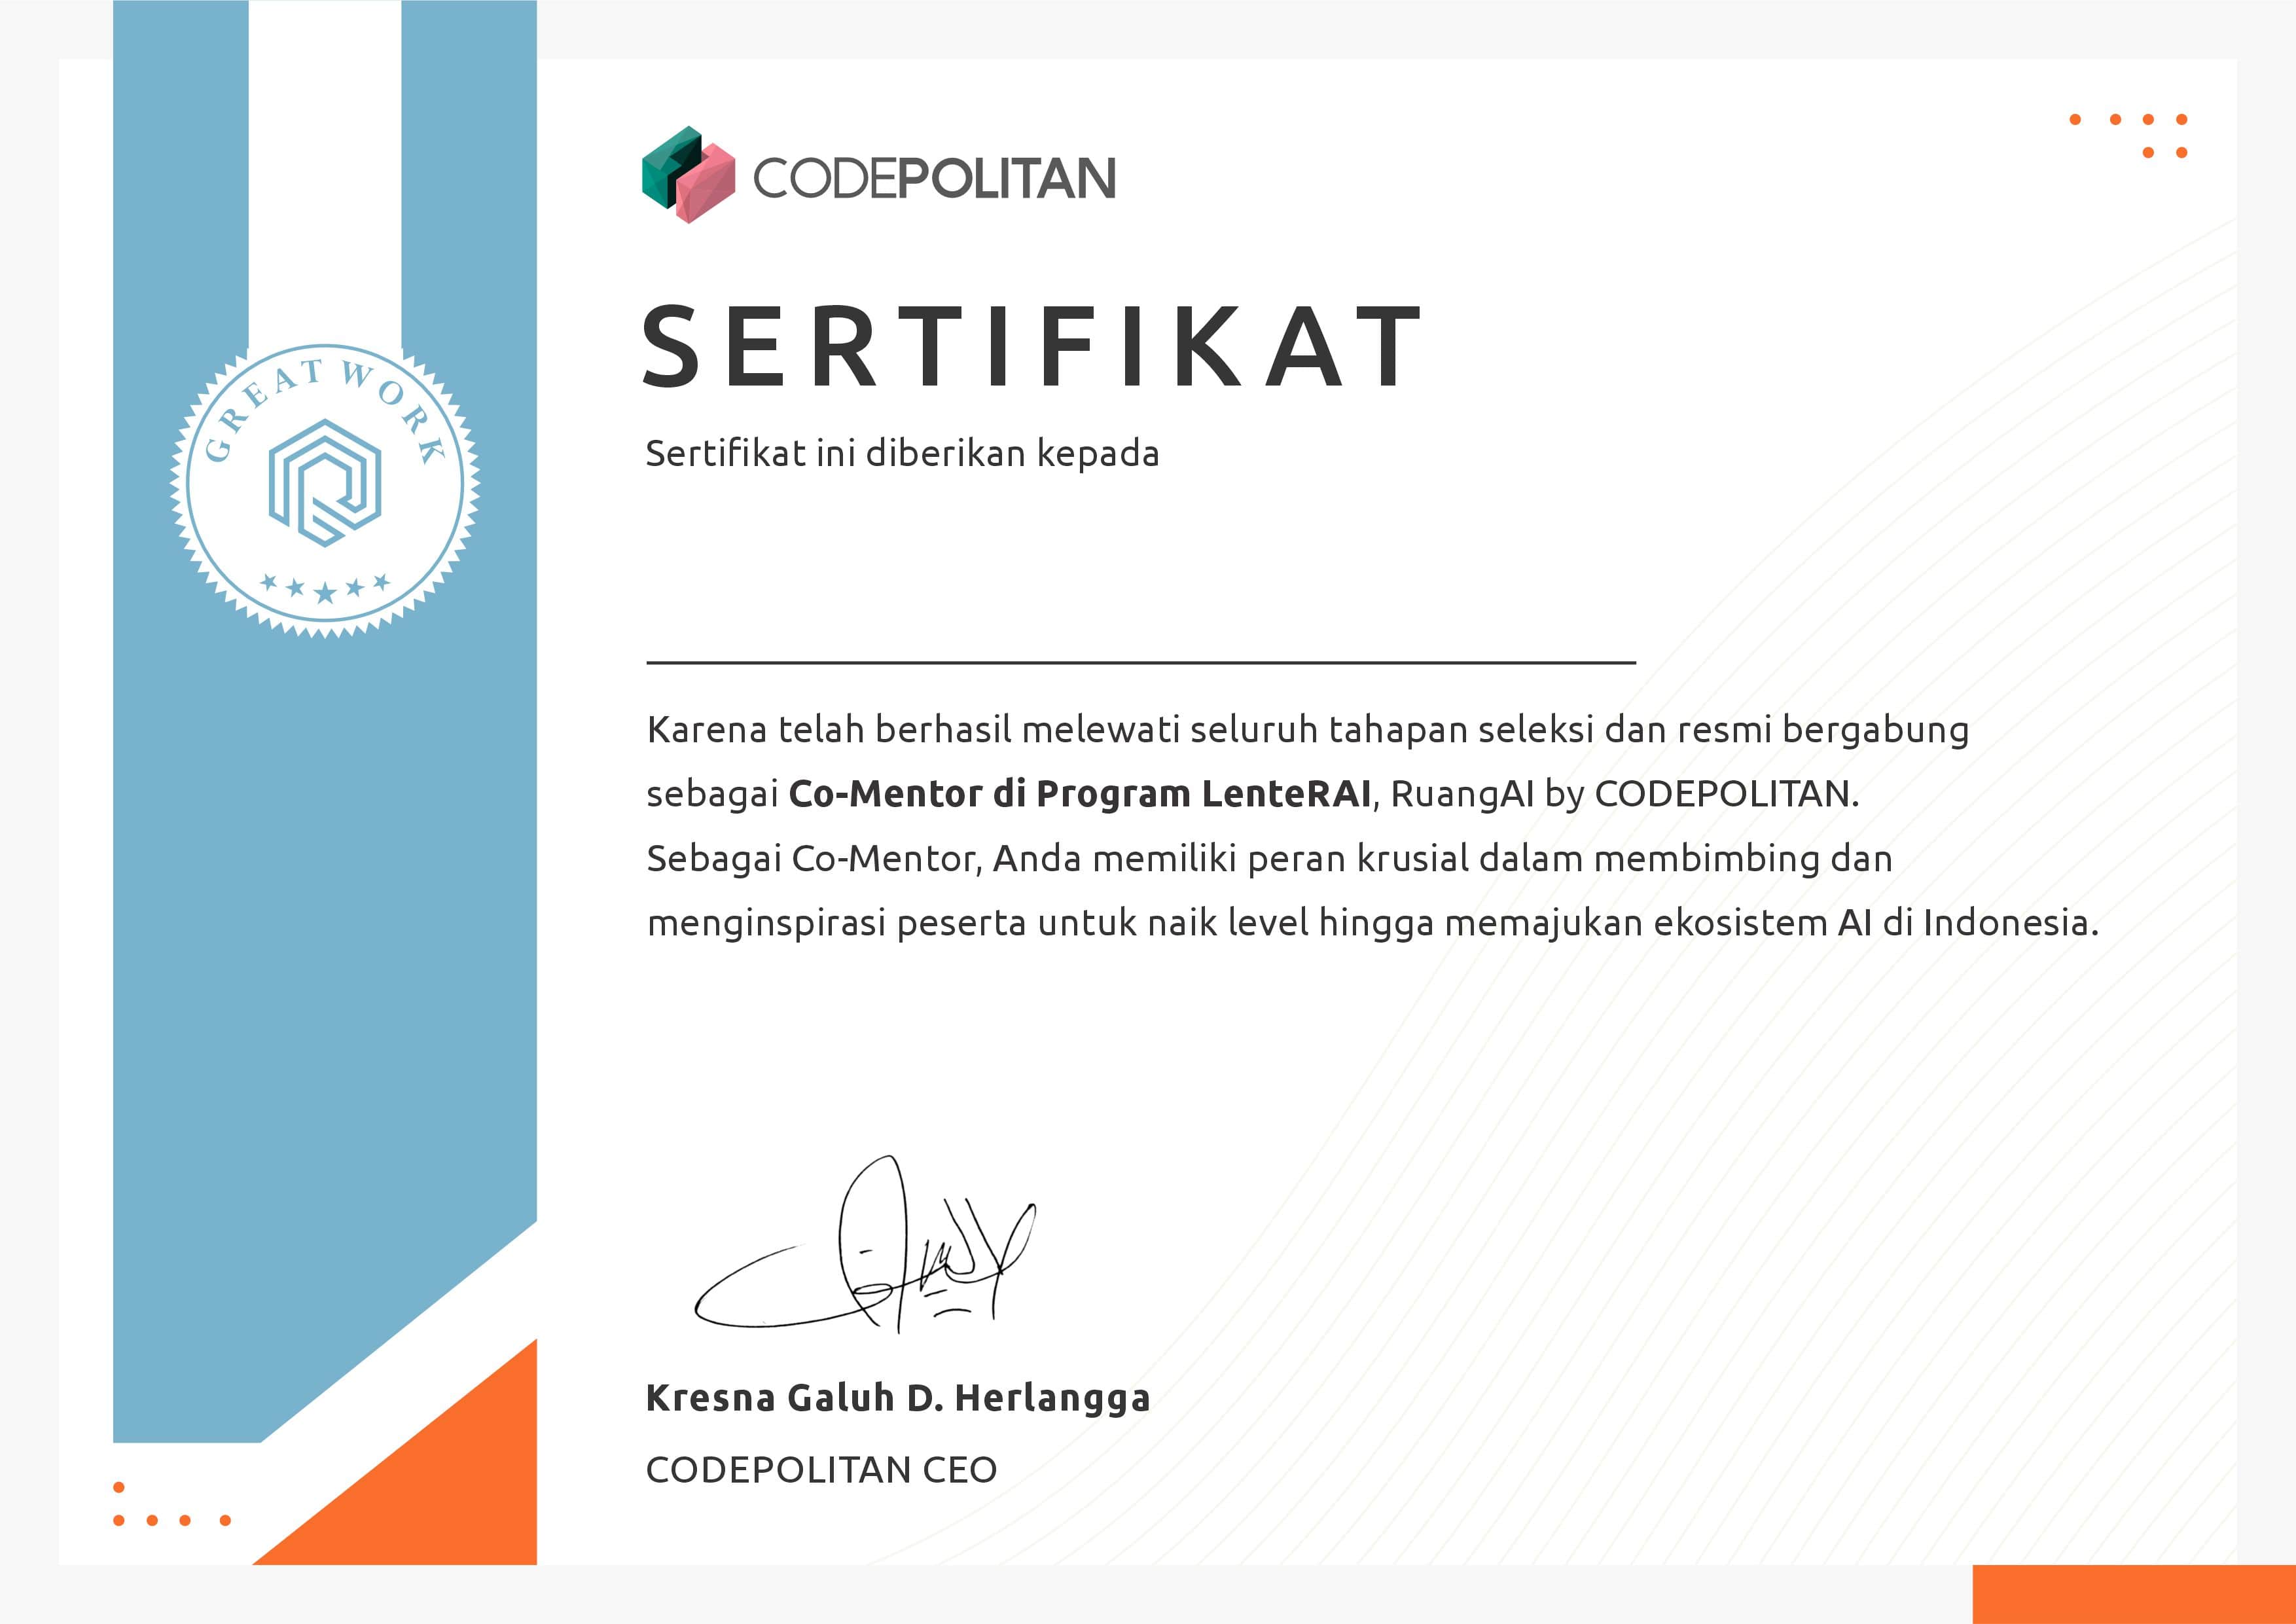 GREAT WORK
CODEPOLITAN
SERTIFIKAT
Sertifikat ini diberikan kepada
Karena telah berhasil melewati seluruh tahapan seleksi dan resmi bergabung
sebagai Co-Mentor di Program LenteRAI, RuangAI by CODEPOLITAN.
Sebagai Co-Mentor, Anda memiliki peran krusial dalam membimbing dan
menginspirasi peserta untuk naik level hingga memajukan ekosistem AI di Indonesia.
Kresna Galuh D. Herlangga
CODEPOLITAN CEO